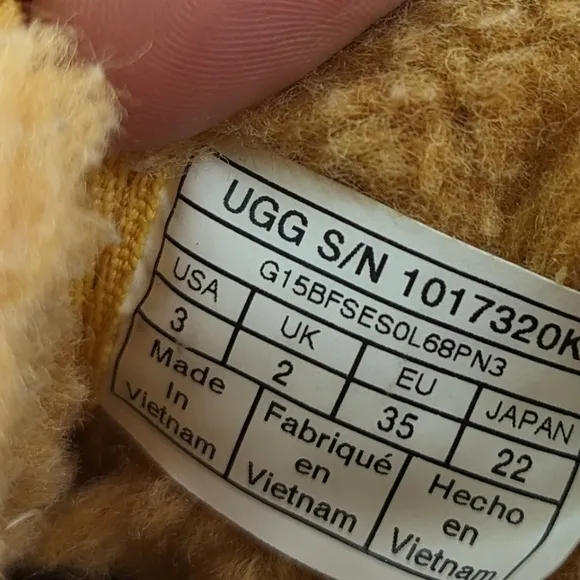 UGG S/N 1017320K
G15BFSES0L68PN3
USA UK EU JAPAN
3 2 35 22
Made In Vietnam
Fabriqué en Vietnam
Hecho en Vietnam